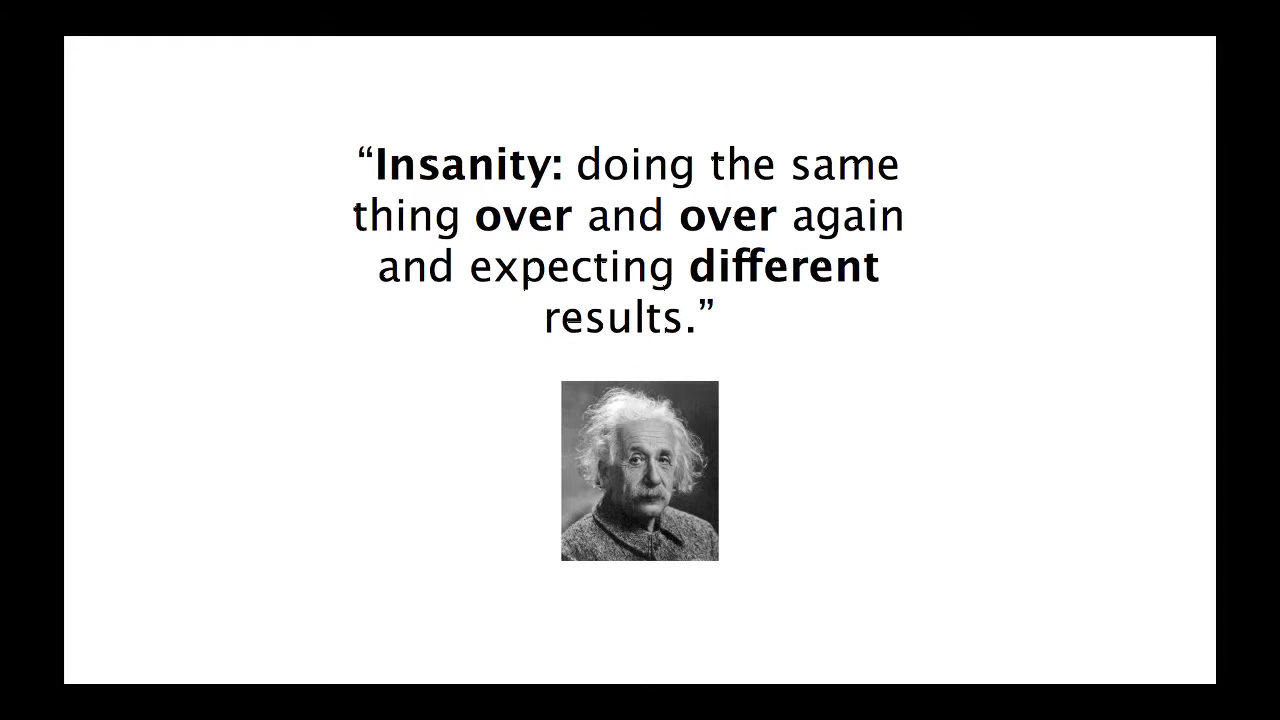 “Insanity: doing the same
thing over and over again
and expecting different
results.”